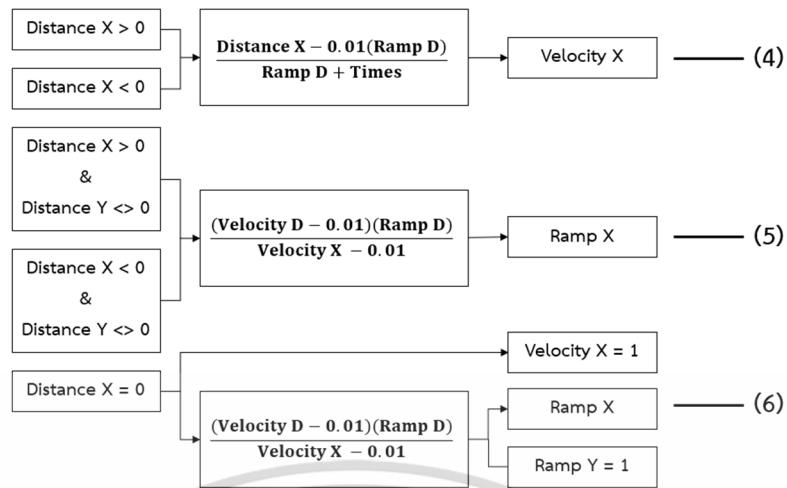 Distance X > 0
Distance X < 0
Distance X – 0.01(Ramp D)
Ramp D + Times
Velocity X
(4)
Distance X > 0
&
Distance Y <> 0
Distance X < 0
&
Distance Y <> 0
(Velocity D – 0.01)(Ramp D)
Velocity X – 0.01
Ramp X
(5)
Distance X = 0
Velocity X = 1
(Velocity D – 0.01)(Ramp D)
Velocity X – 0.01
Ramp X
Ramp Y = 1
(6)